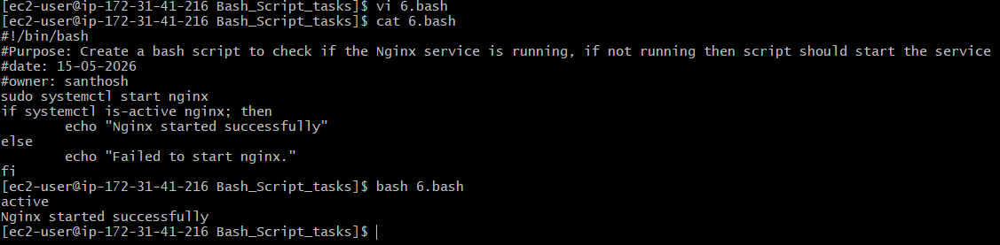 [ec2-user@ip-172-31-41-216 Bash_Script_tasks]$ vi 6.bash
[ec2-user@ip-172-31-41-216 Bash_Script_tasks]$ cat 6.bash
#!/bin/bash
#Purpose: Create a bash script to check if the Nginx service is running, if not running then script should start the service
#date: 15-05-2026
#owner: santhosh
sudo systemctl start nginx
if systemctl is-active nginx; then
        echo "Nginx started successfully"
else
        echo "Failed to start nginx."
fi
[ec2-user@ip-172-31-41-216 Bash_Script_tasks]$ bash 6.bash
active
Nginx started successfully
[ec2-user@ip-172-31-41-216 Bash_Script_tasks]$